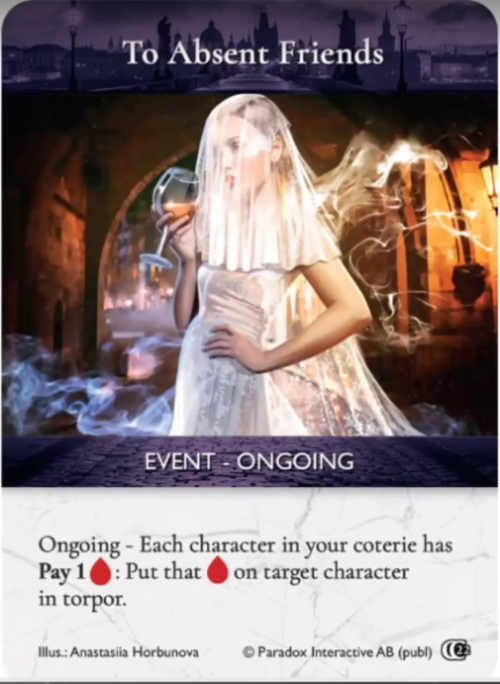 To Absent Friends
EVENT - ONGOING
Ongoing - Each character in your coterie has
Pay 1 : Put that on target character
in torpor.
Illus.: Anastasiia Horbunova © Paradox Interactive AB (publ)